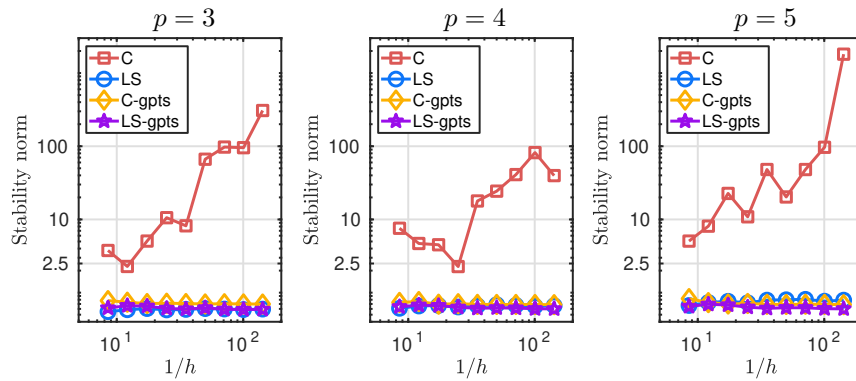 p = 3
Stability norm
100
10
2.5
C
LS
C-gpts
LS-gpts
10^1
10^2
1/h
p = 4
Stability norm
100
10
2.5
C
LS
C-gpts
LS-gpts
10^1
10^2
1/h
p = 5
Stability norm
100
10
2.5
C
LS
C-gpts
LS-gpts
10^1
10^2
1/h